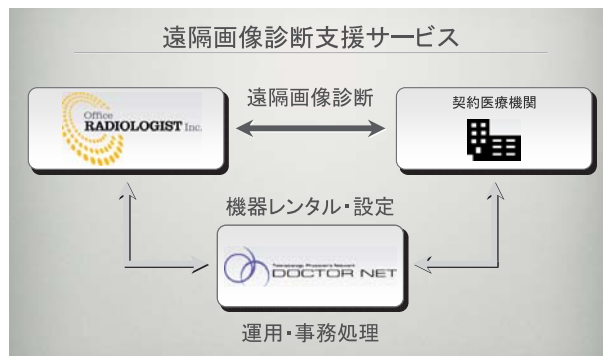 遠隔画像診断支援サービス
Office
RADIOLOGIST Inc.
遠隔画像診断
契約医療機関
機器レンタル・設定
DOCTOR NET
運用・事務処理